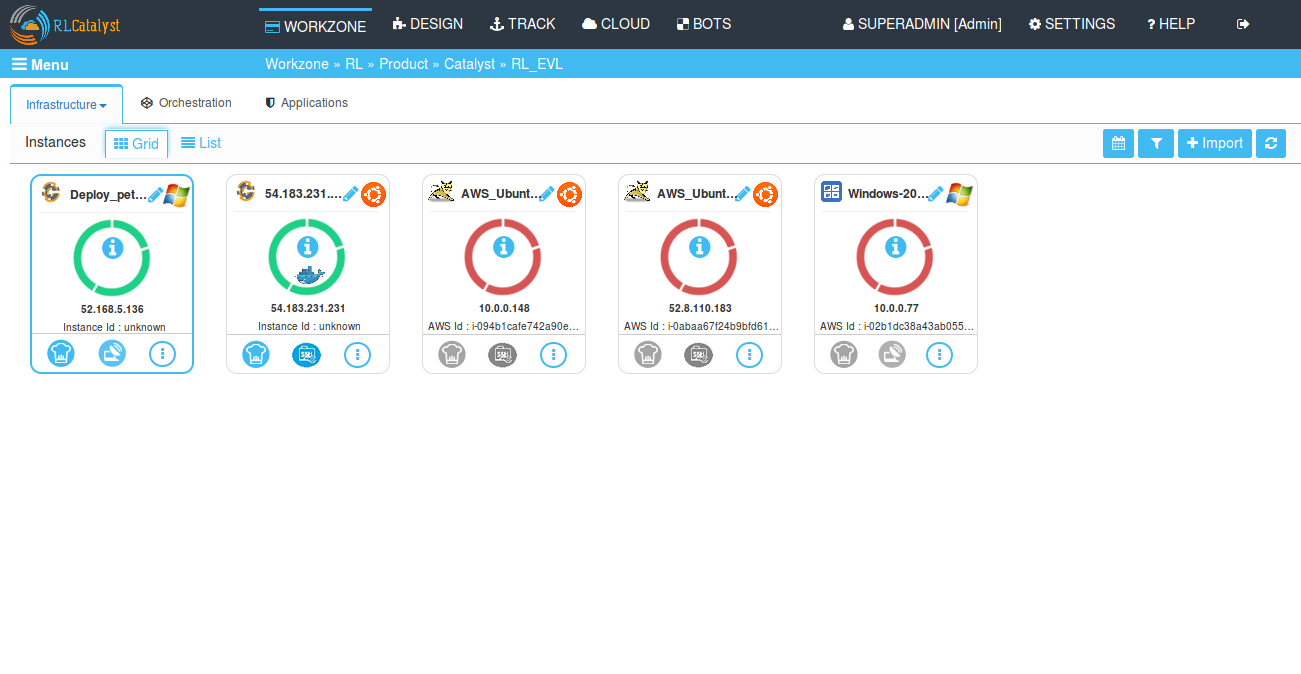 RLCatalyst WORKZONE DESIGN TRACK CLOUD BOTS SUPERADMIN [Admin] SETTINGS ? HELP
Menu Workzone » RL » Product » Catalyst » RL_EVL
Infrastructure Orchestration Applications
Instances Grid List + Import
Deploy_pet... 54.183.231.... AWS_Ubunt... AWS_Ubunt... Windows-20...
52.168.5.136 54.183.231.231 10.0.0.148 52.8.110.183 10.0.0.77
Instance Id : unknown Instance Id : unknown AWS Id : i-094b1cafe742a90e... AWS Id : i-0abaa67f24b9bfd61... AWS Id : i-02b1dc38a43ab055...